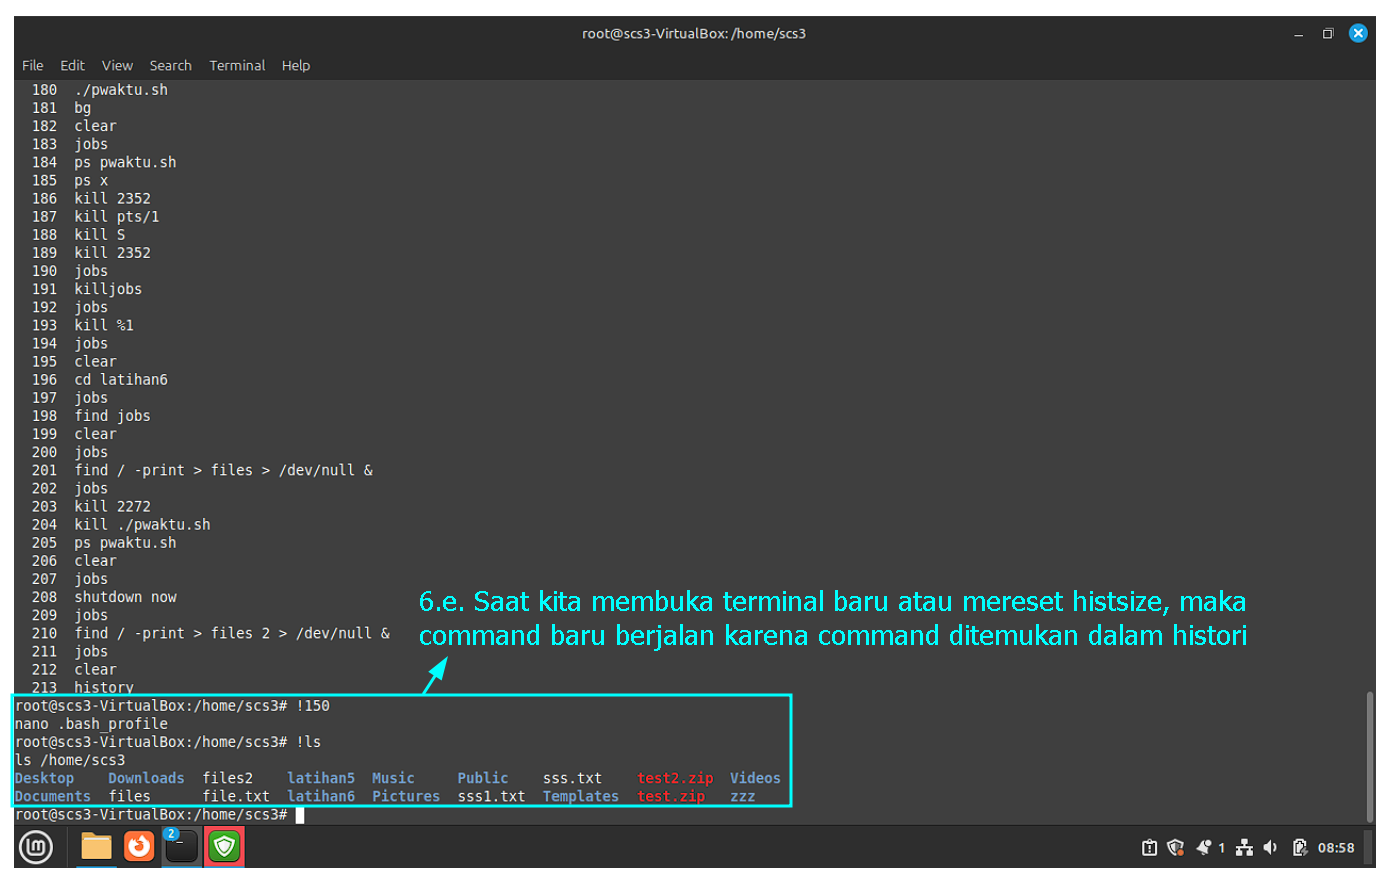 root@scs3-VirtualBox: /home/scs3
File Edit View Search Terminal Help
180 ./pwaktu.sh
181 bg
182 clear
183 jobs
184 ps pwaktu.sh
185 ps x
186 kill 2352
187 kill pts/1
188 kill S
189 kill 2352
190 jobs
191 killjobs
192 jobs
193 kill %1
194 jobs
195 clear
196 cd latihan6
197 jobs
198 find jobs
199 clear
200 jobs
201 find / -print > files > /dev/null &
202 jobs
203 kill 2272
204 kill ./pwaktu.sh
205 ps pwaktu.sh
206 clear
207 jobs
208 shutdown now
209 jobs
210 find / -print > files 2 > /dev/null &
211 jobs
212 clear
213 history
6.e. Saat kita membuka terminal baru atau mereset histsize, maka
command baru berjalan karena command ditemukan dalam histori
root@scs3-VirtualBox:/home/scs3# !150
nano .bash_profile
root@scs3-VirtualBox:/home/scs3# !ls
ls /home/scs3
Desktop Downloads files2 latihan5 Music Public sss.txt test2.zip Videos
Documents files file.txt latihan6 Pictures sss1.txt Templates test.zip zzz
root@scs3-VirtualBox:/home/scs3#
2
1 08:58